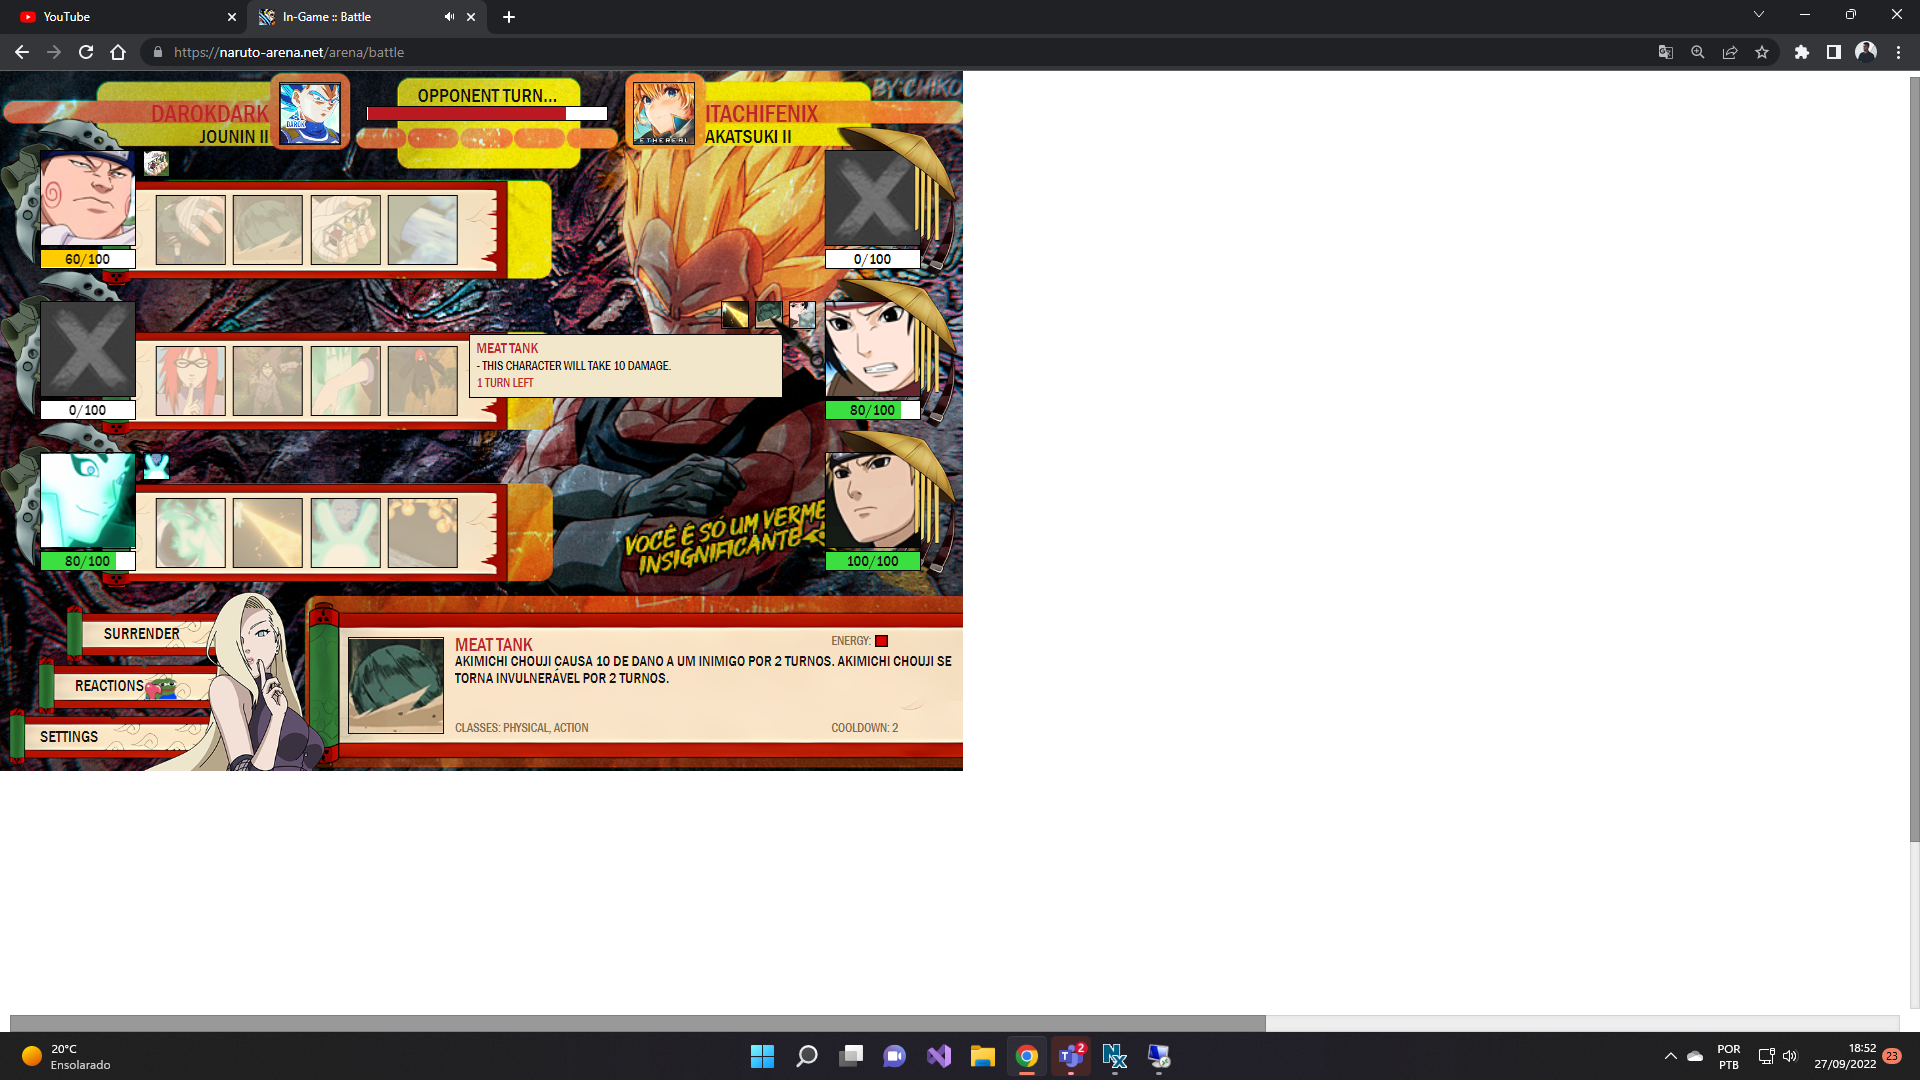 YouTube
In-Game :: Battle
https://naruto-arena.net/arena/battle
BY:CHIKO
DAROKDARK
JOUNIN II
DAROK
OPPONENT TURN...
ETHEREAL
ITACHIFENIX
AKATSUKI II
60/100
0/100
MEAT TANK
- THIS CHARACTER WILL TAKE 10 DAMAGE.
1 TURN LEFT
0/100
80/100
VOCÊ É SÓ UM VERME
INSIGNIFICANTE
80/100
100/100
SURRENDER
REACTIONS
SETTINGS
MEAT TANK
ENERGY:
AKIMICHI CHOUJI CAUSA 10 DE DANO A UM INIMIGO POR 2 TURNOS. AKIMICHI CHOUJI SE
TORNA INVULNERÁVEL POR 2 TURNOS.
CLASSES: PHYSICAL, ACTION
COOLDOWN: 2
20°C
Ensolarado
2
POR
PTB
18:52
27/09/2022
23